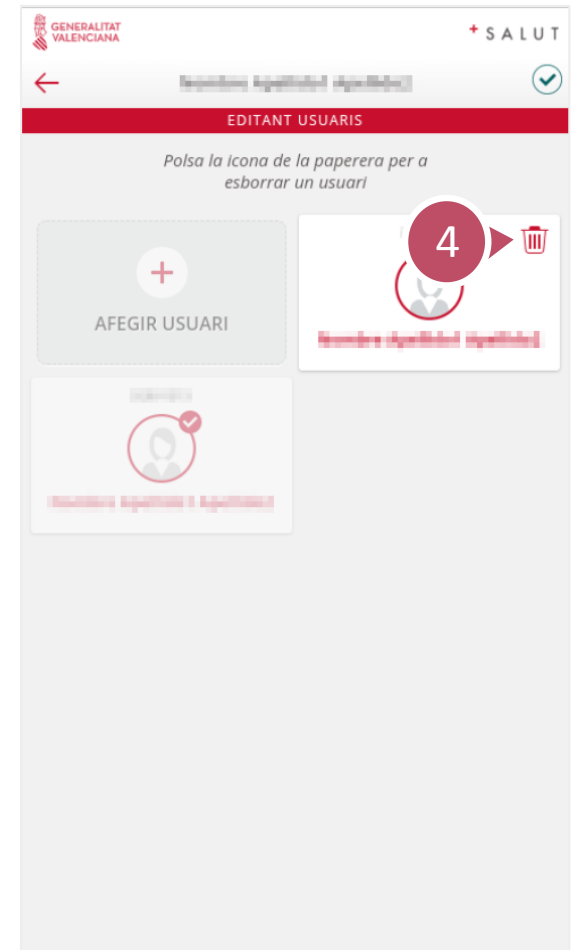 GENERALITAT
VALENCIANA
+SALUT
EDITANT USUARIS
Polsa la icona de la paperera per a
esborrar un usuari
4
AFEGIR USUARI